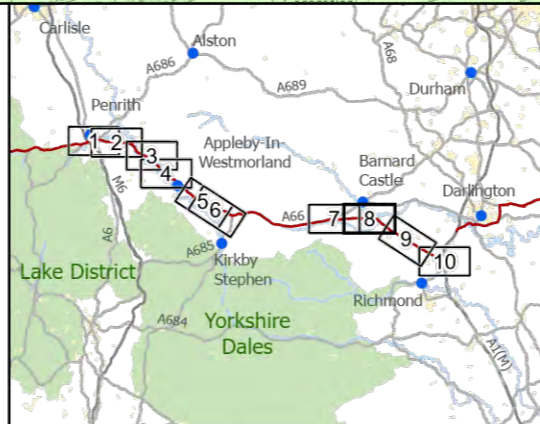 Carlisle
Alston
A68
A686
A689
Durham
Penrith
1
2
3
4
5
6
7
8
9
10
Appleby-In
Westmorland
Barnard
Castle
Darlington
M6
A66
A6
A685
Kirkby
Stephen
Lake District
Richmond
A684
Yorkshire
Dales
A1(M)